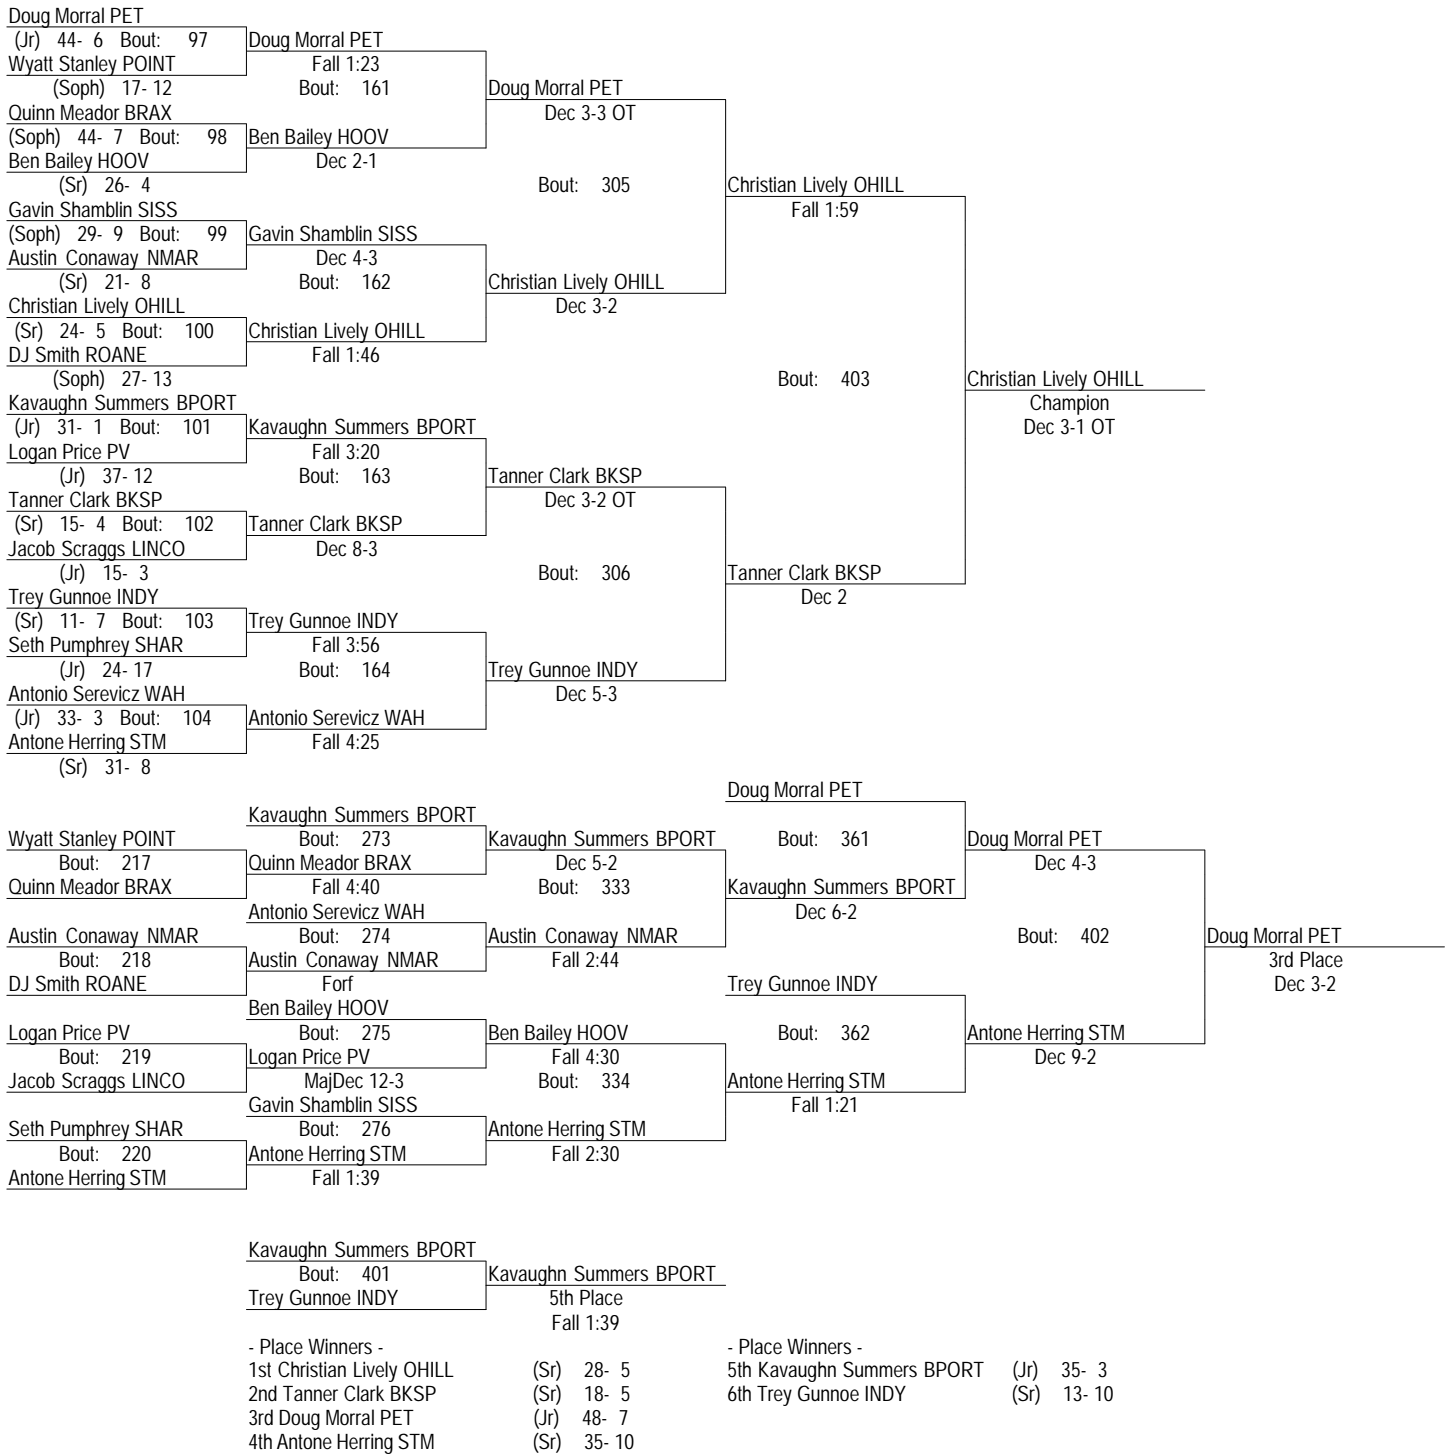 Doug Morral PET
(Jr) 44- 6 Bout: 97 Doug Morral PET
Wyatt Stanley POINT Fall 1:23
(Soph) 17- 12 Bout: 161 Doug Morral PET
Quinn Meador BRAX Dec 3-3 OT
(Soph) 44- 7 Bout: 98 Ben Bailey HOOV
Ben Bailey HOOV Dec 2-1
(Sr) 26- 4 Bout: 305 Christian Lively OHILL
Gavin Shamblin SISS Fall 1:59
(Soph) 29- 9 Bout: 99 Gavin Shamblin SISS
Austin Conaway NMAR Dec 4-3
(Sr) 21- 8 Bout: 162 Christian Lively OHILL
Christian Lively OHILL Dec 3-2
(Sr) 24- 5 Bout: 100 Christian Lively OHILL
DJ Smith ROANE Fall 1:46
(Soph) 27- 13 Bout: 403 Christian Lively OHILL
Kavaughn Summers BPORT Champion
(Jr) 31- 1 Bout: 101 Kavaughn Summers BPORT Dec 3-1 OT
Logan Price PV Fall 3:20
(Jr) 37- 12 Bout: 163 Tanner Clark BKSP
Tanner Clark BKSP Dec 3-2 OT
(Sr) 15- 4 Bout: 102 Tanner Clark BKSP
Jacob Scraggs LINCO Dec 8-3
(Jr) 15- 3 Bout: 306 Tanner Clark BKSP
Trey Gunnoe INDY Dec 2
(Sr) 11- 7 Bout: 103 Trey Gunnoe INDY
Seth Pumphrey SHAR Fall 3:56
(Jr) 24- 17 Bout: 164 Trey Gunnoe INDY
Antonio Serevicz WAH Dec 5-3
(Jr) 33- 3 Bout: 104 Antonio Serevicz WAH
Antone Herring STM Fall 4:25
(Sr) 31- 8
Doug Morral PET
Kavaughn Summers BPORT
Wyatt Stanley POINT Bout: 273 Kavaughn Summers BPORT Bout: 361 Doug Morral PET
Bout: 217 Quinn Meador BRAX Dec 5-2 Dec 4-3
Quinn Meador BRAX Fall 4:40 Bout: 333 Kavaughn Summers BPORT
Antonio Serevicz WAH Dec 6-2
Austin Conaway NMAR Bout: 274 Austin Conaway NMAR Bout: 402 Doug Morral PET
Bout: 218 Austin Conaway NMAR Fall 2:44 3rd Place
DJ Smith ROANE Forf Trey Gunnoe INDY Dec 3-2
Ben Bailey HOOV
Logan Price PV Bout: 275 Ben Bailey HOOV Bout: 362 Antone Herring STM
Bout: 219 Logan Price PV Fall 4:30 Dec 9-2
Jacob Scraggs LINCO MajDec 12-3 Bout: 334 Antone Herring STM
Gavin Shamblin SISS Fall 1:21
Seth Pumphrey SHAR Bout: 276 Antone Herring STM
Bout: 220 Antone Herring STM Fall 2:30
Antone Herring STM Fall 1:39
Kavaughn Summers BPORT
Bout: 401 Kavaughn Summers BPORT
Trey Gunnoe INDY 5th Place
Fall 1:39
- Place Winners - - Place Winners -
1st Christian Lively OHILL (Sr) 28- 5 5th Kavaughn Summers BPORT (Jr) 35- 3
2nd Tanner Clark BKSP (Sr) 18- 5 6th Trey Gunnoe INDY (Sr) 13- 10
3rd Doug Morral PET (Jr) 48- 7
4th Antone Herring STM (Sr) 35- 10